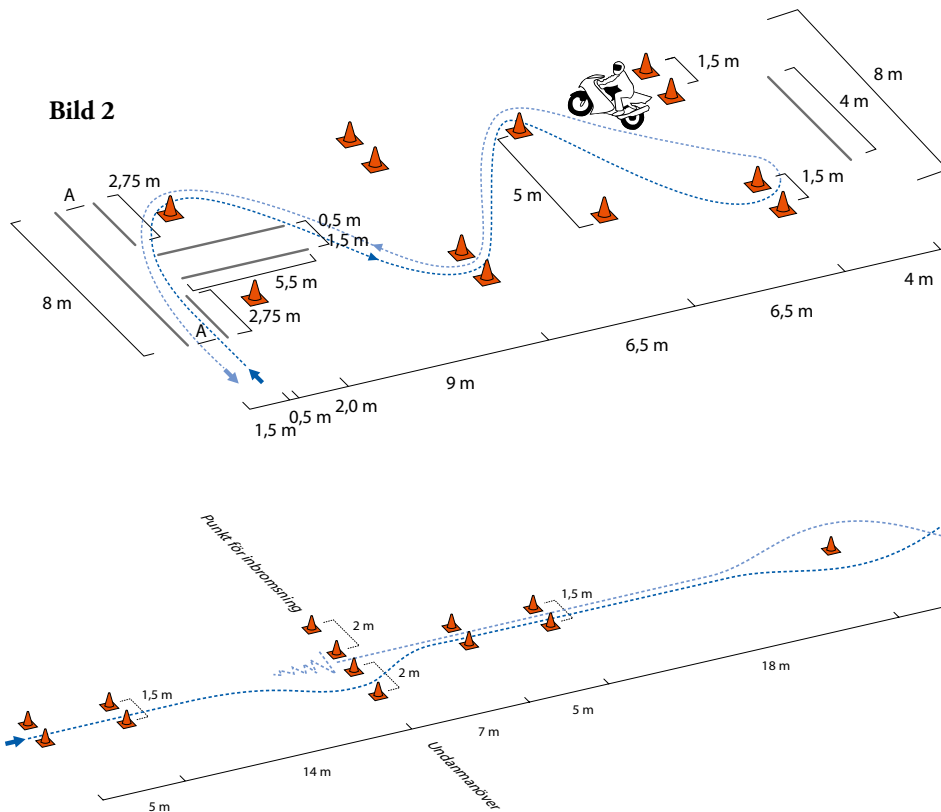 Bild 2
1,5 m
8 m
4 m
1,5 m
5 m
A
2,75 m
0,5 m
1,5 m
5,5 m
2,75 m
A
8 m
4 m
6,5 m
6,5 m
9 m
2,0 m
0,5 m
1,5 m
Punkt för inbromsning
2 m
1,5 m
2 m
1,5 m
18 m
5 m
7 m
14 m
5 m
Undanmanöver